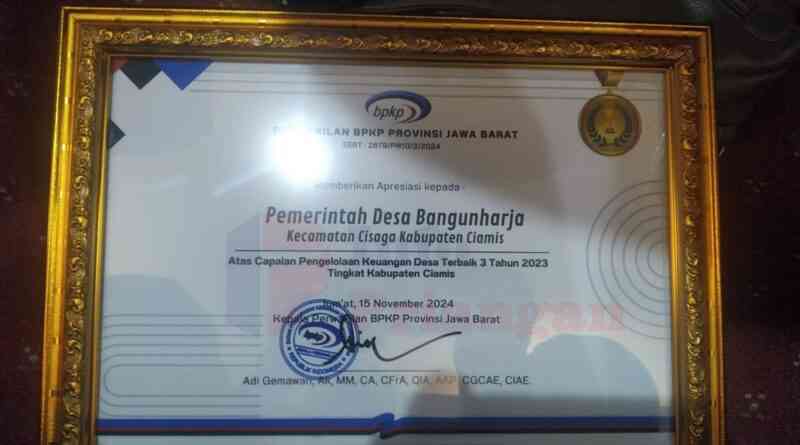 bpkp
BPKP PROVINSI JAWA BARAT
Memberikan Apresiasi kepada
Pemerintah Desa Bangunharja
Kecamatan Cisaga Kabupaten Ciamis
Atas Capaian Pengelolaan Keuangan Desa Terbaik 3 Tahun 2023
Tingkat Kabupaten Ciamis
Jum'at, 15 November 2024
Kepala Perwakilan BPKP Provinsi Jawa Barat
Adi Gemawan, Ak, MM, CA, CFrA, QIA, AAP, CGCAE, CIAE.